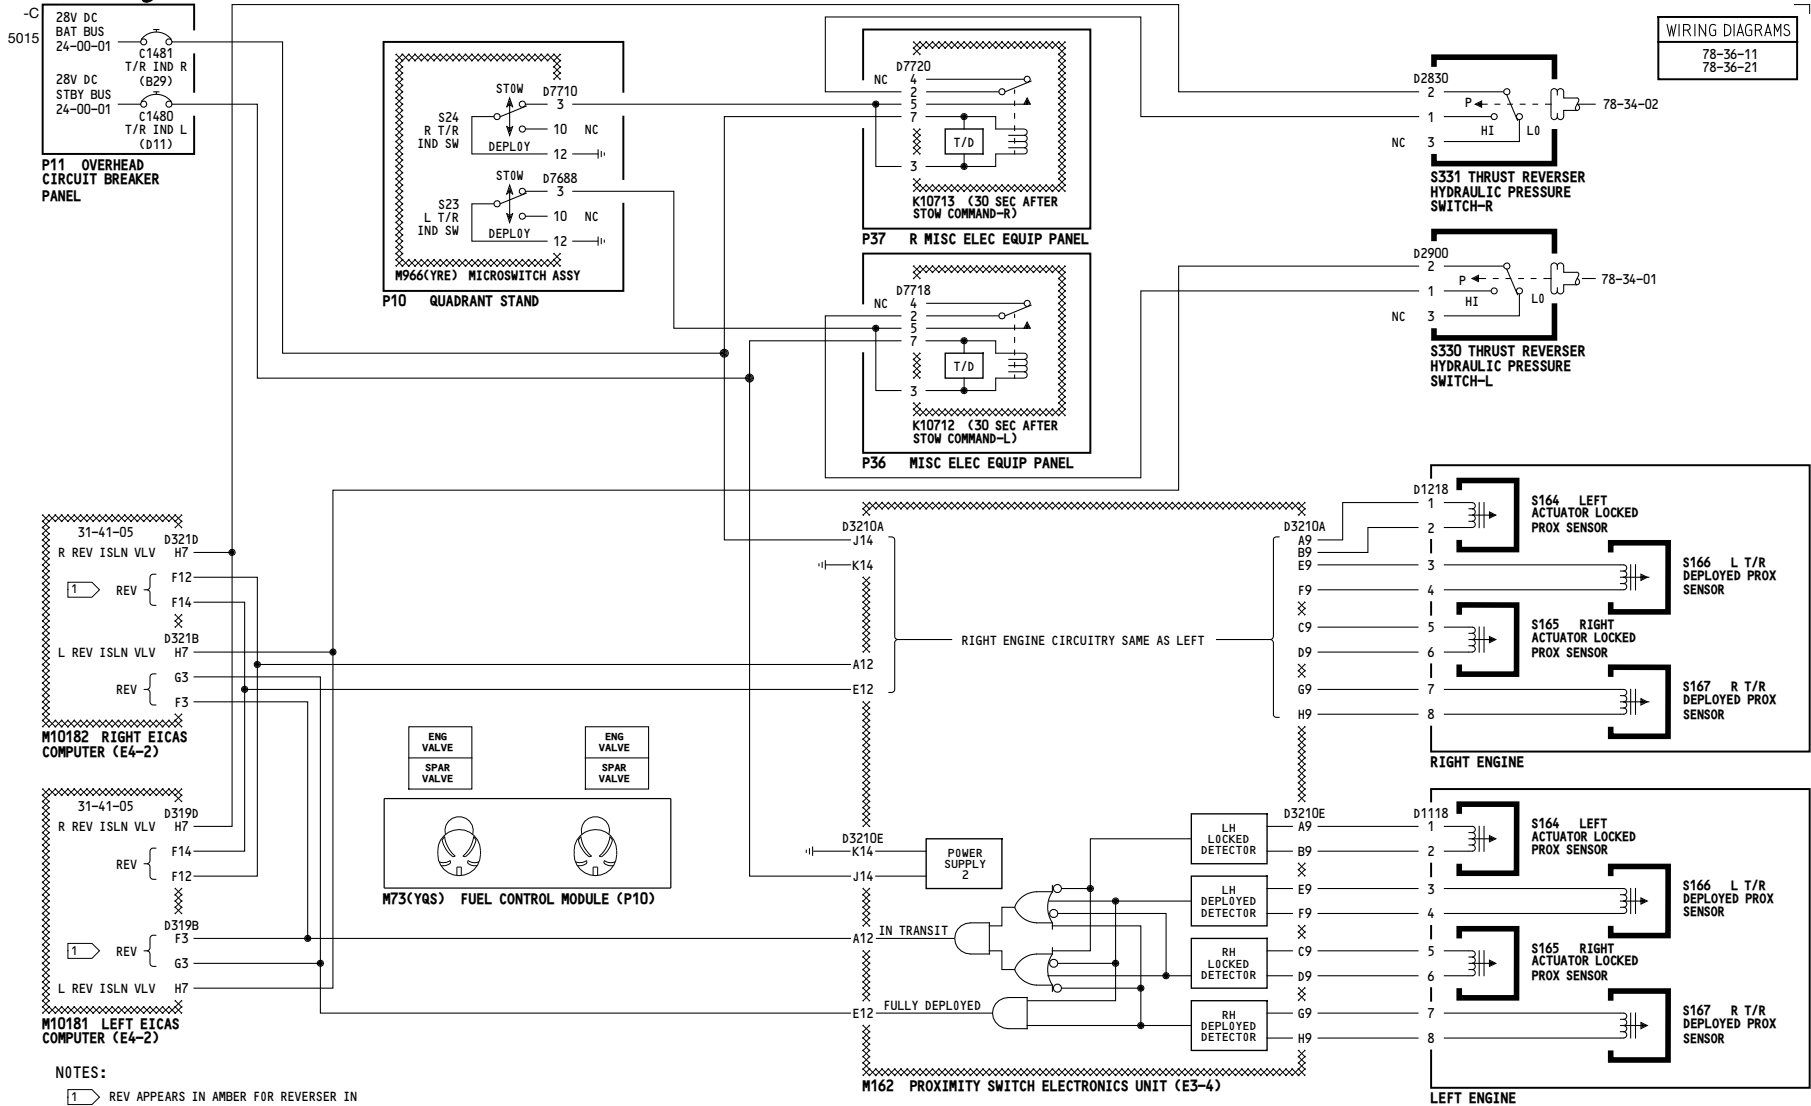 -C
5015
28V DC
BAT BUS
24-00-01
C1481
T/R IND R
(B29)
28V DC
STBY BUS
24-00-01
C1480
T/R IND L
(D11)
P11 OVERHEAD
CIRCUIT BREAKER
PANEL
STOW
D7710
3
S24
R T/R
IND SW
10 NC
DEPLOY
12
STOW
D7688
3
S23
L T/R
IND SW
10 NC
DEPLOY
12
M966(YRE) MICROSWITCH ASSY
P10 QUADRANT STAND
D7720
NC 4
2
5
7
T/D
3
K10713 (30 SEC AFTER
STOW COMMAND-R)
P37 R MISC ELEC EQUIP PANEL
D7718
NC 4
2
5
7
T/D
3
K10712 (30 SEC AFTER
STOW COMMAND-L)
P36 MISC ELEC EQUIP PANEL
WIRING DIAGRAMS
78-36-11
78-36-21
D2830
2
P
78-34-02
1
HI
LO
NC 3
S331 THRUST REVERSER
HYDRAULIC PRESSURE
SWITCH-R
D2900
2
P
78-34-01
1
HI
LO
NC 3
S330 THRUST REVERSER
HYDRAULIC PRESSURE
SWITCH-L
31-41-05
D321D
R REV ISLN VLV H7
F12
1 REV
F14
D321B
L REV ISLN VLV H7
G3
REV
F3
M10182 RIGHT EICAS
COMPUTER (E4-2)
31-41-05
D319D
R REV ISLN VLV H7
F14
REV
F12
D319B
F3
1 REV
G3
L REV ISLN VLV H7
M10181 LEFT EICAS
COMPUTER (E4-2)
ENG
VALVE
SPAR
VALVE
ENG
VALVE
SPAR
VALVE
M73(YQS) FUEL CONTROL MODULE (P10)
D3210A
J14
K14
A12
E12
RIGHT ENGINE CIRCUITRY SAME AS LEFT
D3210A
A9
B9
E9
F9
C9
D9
G9
H9
D3210E
K14
J14
POWER
SUPPLY
2
A12 IN TRANSIT
E12 FULLY DEPLOYED
LH
LOCKED
DETECTOR
LH
DEPLOYED
DETECTOR
RH
LOCKED
DETECTOR
RH
DEPLOYED
DETECTOR
D3210E
A9
B9
E9
F9
C9
D9
G9
H9
M162 PROXIMITY SWITCH ELECTRONICS UNIT (E3-4)
D1218
1
2
3
4
5
6
7
8
S164 LEFT
ACTUATOR LOCKED
PROX SENSOR
S166 L T/R
DEPLOYED PROX
SENSOR
S165 RIGHT
ACTUATOR LOCKED
PROX SENSOR
S167 R T/R
DEPLOYED PROX
SENSOR
RIGHT ENGINE
D1118
1
2
3
4
5
6
7
8
S164 LEFT
ACTUATOR LOCKED
PROX SENSOR
S166 L T/R
DEPLOYED PROX
SENSOR
S165 RIGHT
ACTUATOR LOCKED
PROX SENSOR
S167 R T/R
DEPLOYED PROX
SENSOR
LEFT ENGINE
NOTES:
1 REV APPEARS IN AMBER FOR REVERSER IN